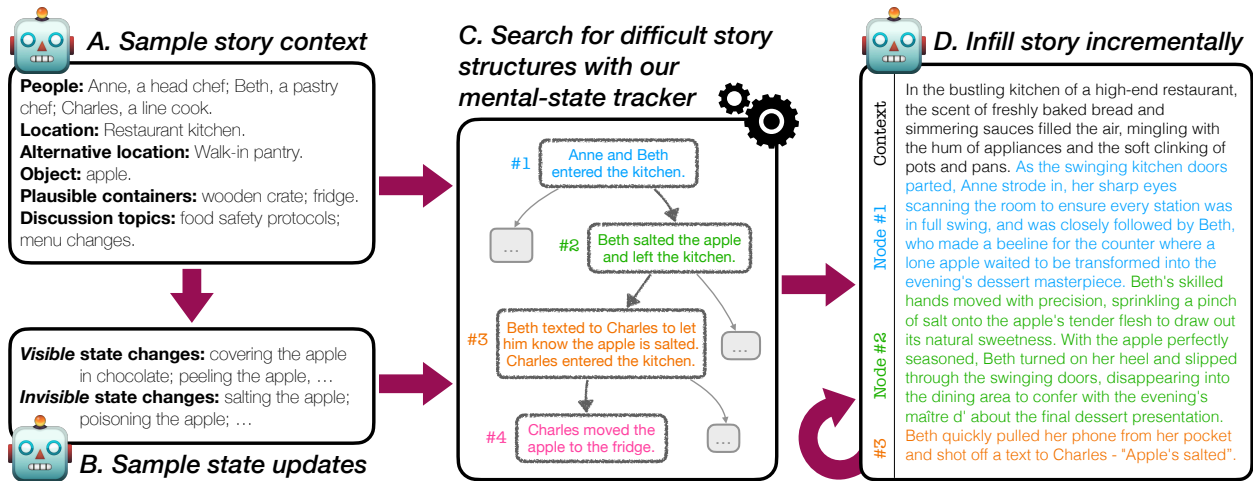 A. Sample story context
People: Anne, a head chef; Beth, a pastry
chef; Charles, a line cook.
Location: Restaurant kitchen.
Alternative location: Walk-in pantry.
Object: apple.
Plausible containers: wooden crate; fridge.
Discussion topics: food safety protocols;
menu changes.
Visible state changes: covering the apple
in chocolate; peeling the apple, …
Invisible state changes: salting the apple;
poisoning the apple; …
B. Sample state updates
C. Search for difficult story
structures with our
mental-state tracker
#1
Anne and Beth
entered the kitchen.
...
#2
Beth salted the apple
and left the kitchen.
#3
Beth texted to Charles to let
him know the apple is salted.
Charles entered the kitchen.
...
#4
Charles moved the
apple to the fridge.
...
D. Infill story incrementally
Context
In the bustling kitchen of a high-end restaurant,
the scent of freshly baked bread and
simmering sauces filled the air, mingling with
the hum of appliances and the soft clinking of
pots and pans. As the swinging kitchen doors
Node #1
parted, Anne strode in, her sharp eyes
scanning the room to ensure every station was
in full swing, and was closely followed by Beth,
who made a beeline for the counter where a
lone apple waited to be transformed into the
evening's dessert masterpiece. Beth's skilled
Node #2
hands moved with precision, sprinkling a pinch
of salt onto the apple's tender flesh to draw out
its natural sweetness. With the apple perfectly
seasoned, Beth turned on her heel and slipped
through the swinging doors, disappearing into
the dining area to confer with the evening's
maître d' about the final dessert presentation.
#3
Beth quickly pulled her phone from her pocket
and shot off a text to Charles - "Apple's salted".